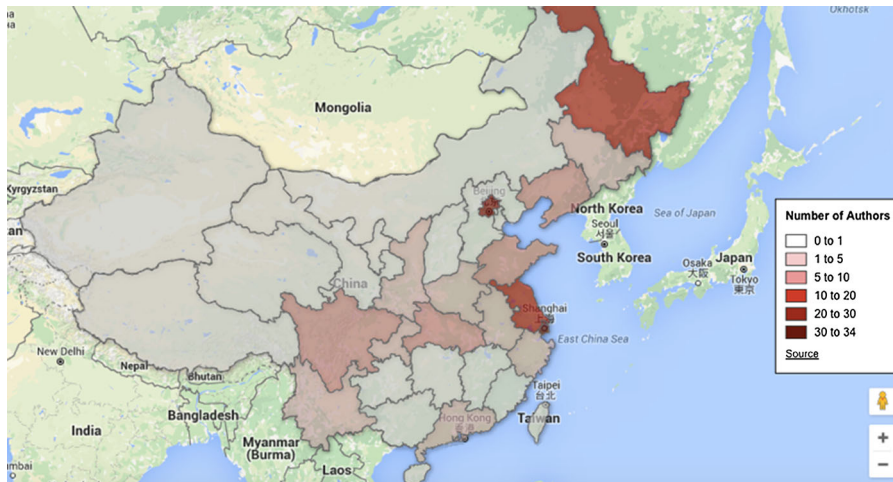 Okhotsk
Mongolia
Kyrgyzstan
Beijing
North Korea
Seoul
서울
South Korea
Sea of Japan
Japan
Osaka
大阪
Tokyo
東京
China
Shanghai
上海
East China Sea
New Delhi
Nepal
Bhutan
Bangladesh
India
Myanmar
(Burma)
Laos
Hong Kong
香港
Taipei
台北
Taiwan
Number of Authors
0 to 1
1 to 5
5 to 10
10 to 20
20 to 30
30 to 34
Source
+
−